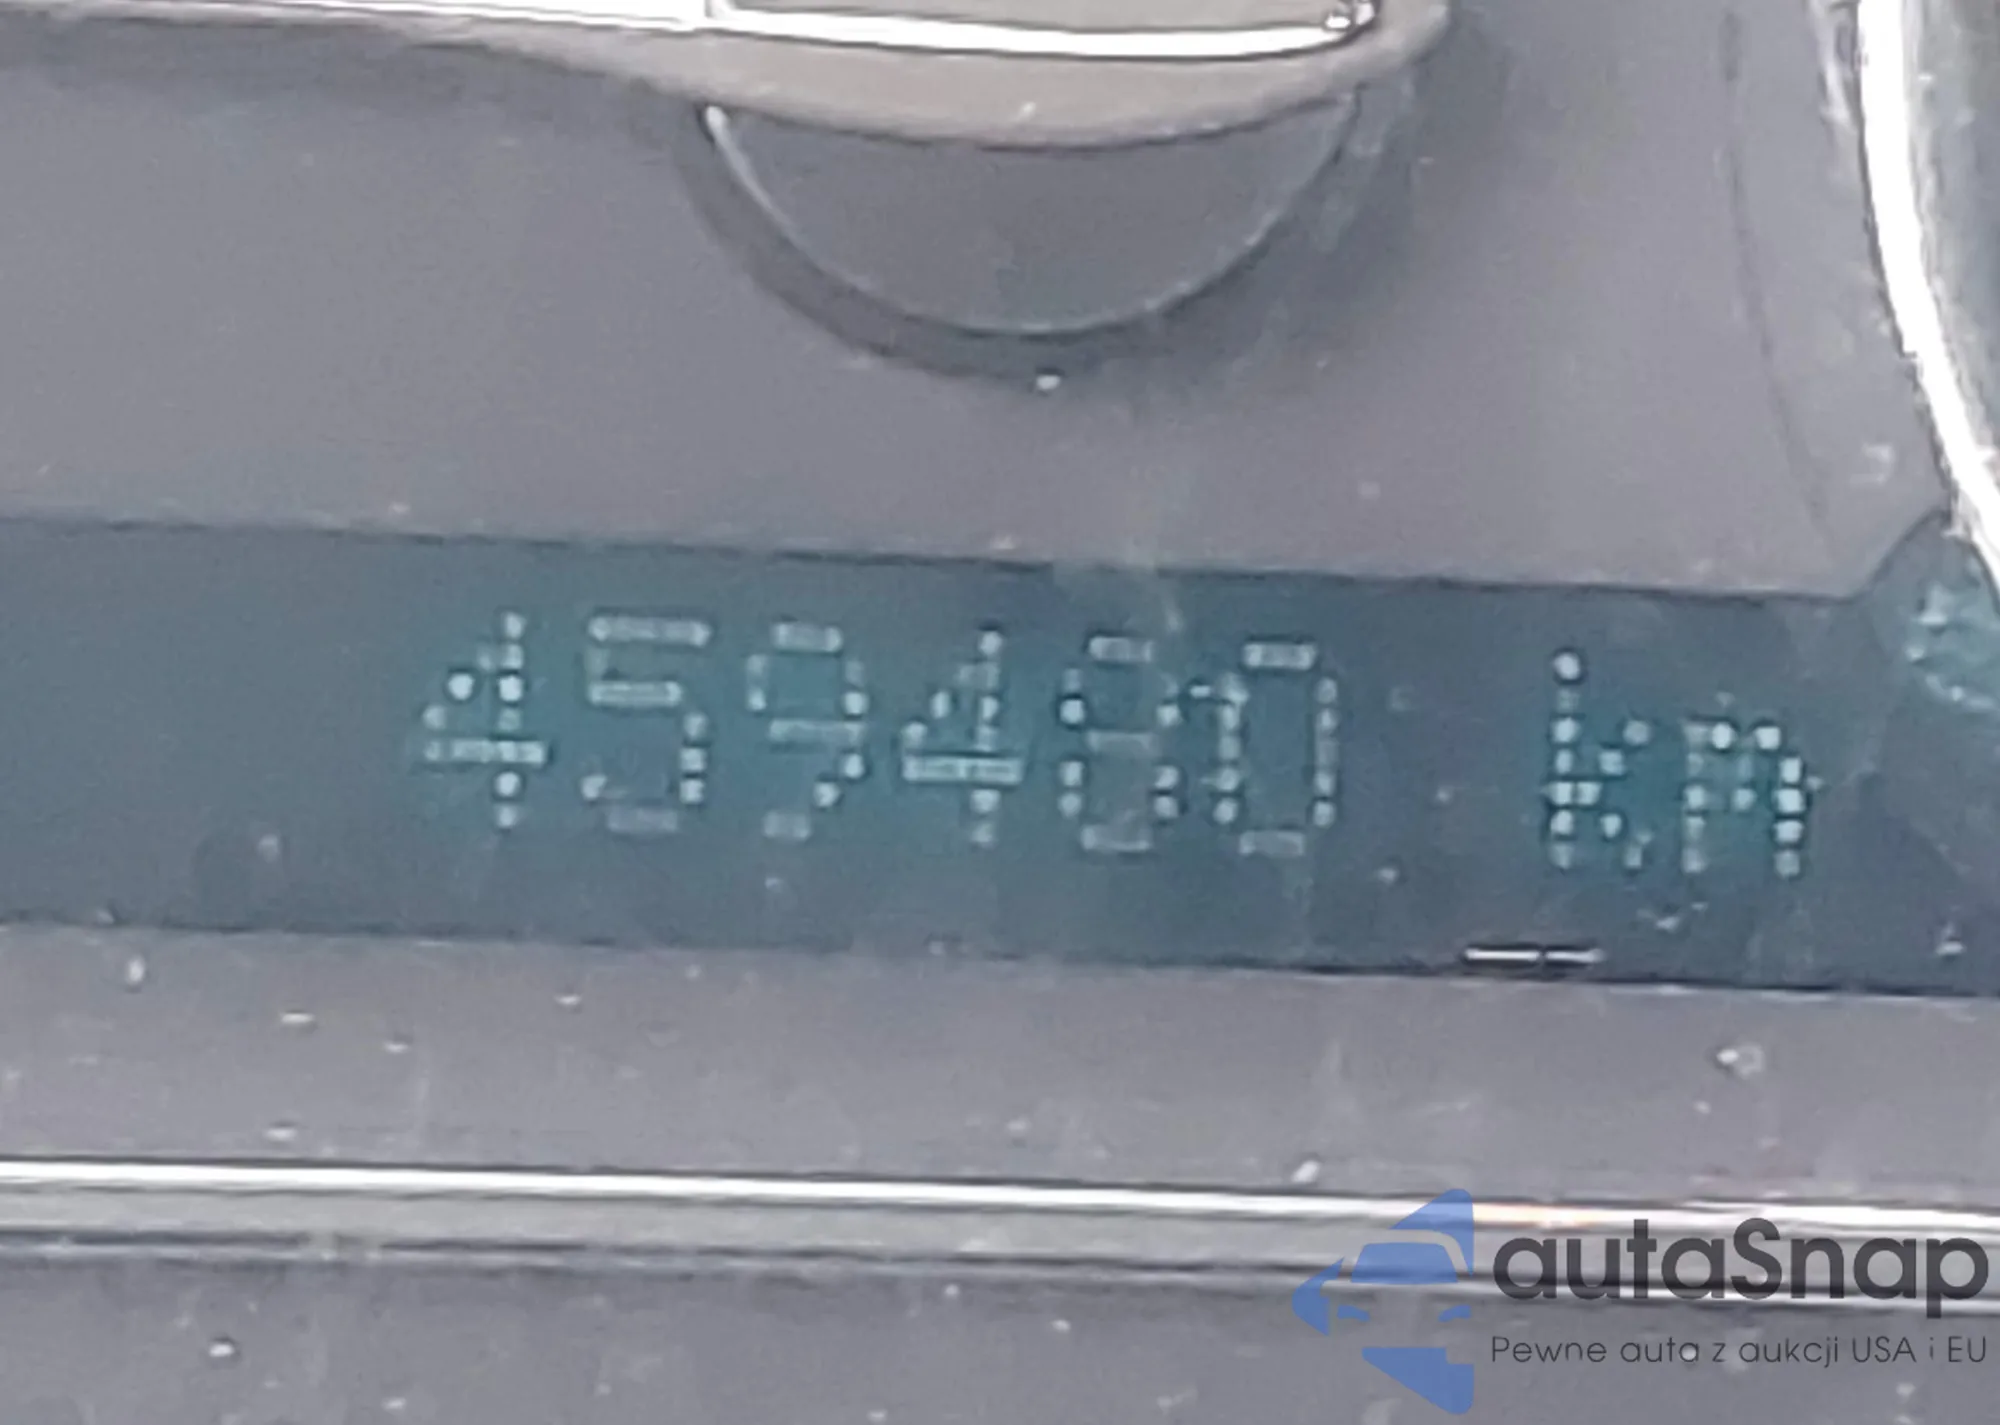 459480 km
autaSnap
Pewne auta z aukcji USA i EU